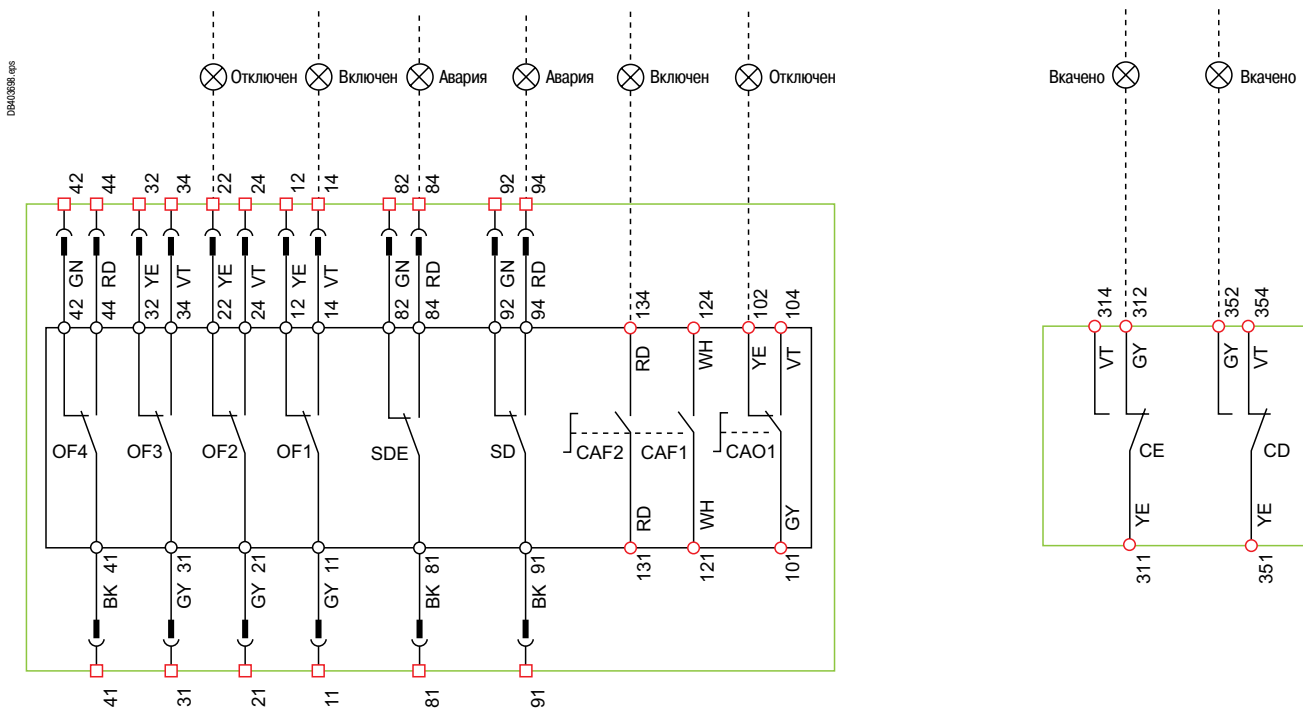 DB403698.eps
Отключен
Включен
Авария
Авария
Включен
Отключен
Вкачено
Вкачено
42 44 32 34 22 24 12 14 82 84 92 94
GN RD YE VT YE VT YE VT GN RD GN RD
42 44 32 34 22 24 12 14 82 84 92 94 134 124 102 104
RD WH YE VT
314 312 352 354
VT GY GY VT
OF4 OF3 OF2 OF1 SDE SD CAF2 CAF1 CAO1
CE CD
RD WH GY
YE YE
41 31 21 11 81 91 131 121 101
311 351
BK GY GY GY BK BK
41 31 21 11 81 91